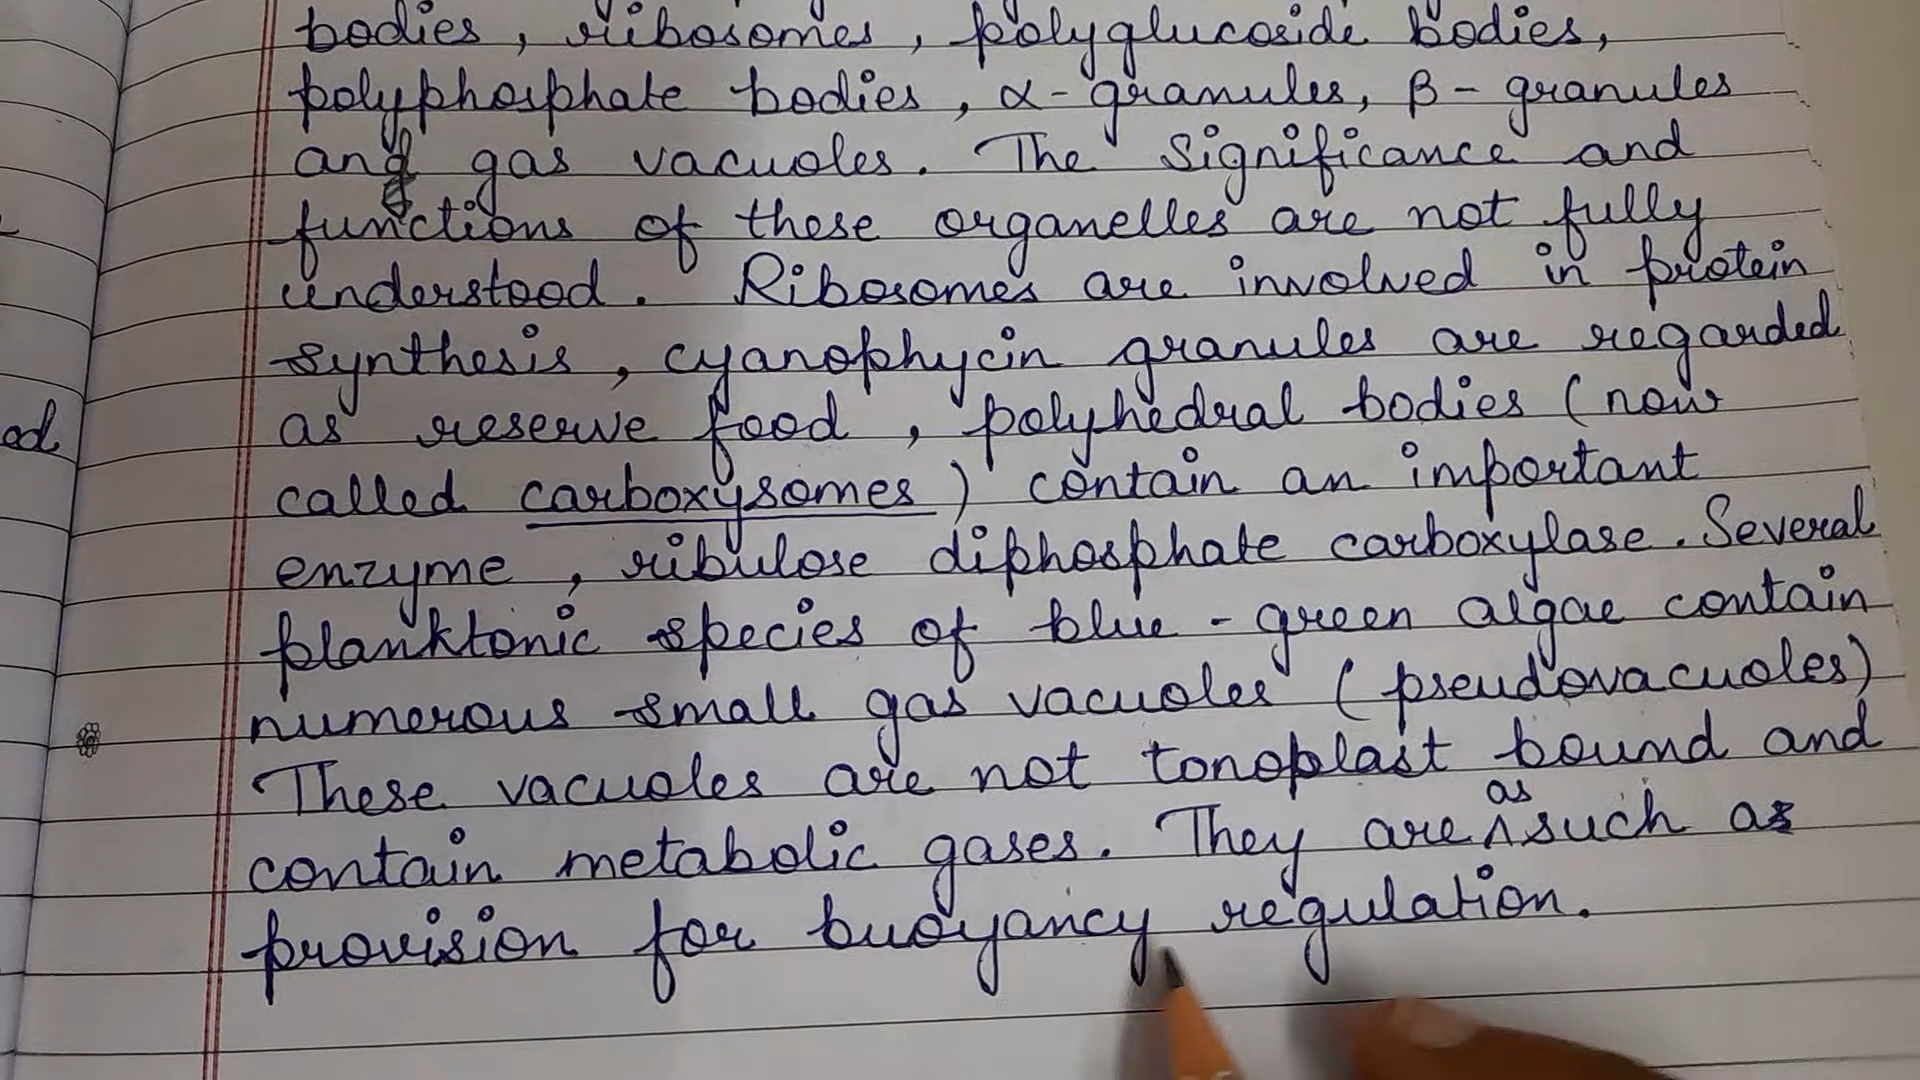 bodies, ribosomes, polyglucoside bodies,
polyphosphate bodies, α-granules, β-granules
and gas vacuoles. The significance and
functions of these organelles are not fully
understood. Ribosomes are involved in protein
synthesis, cyanophycin granules are regarded
as reserve food, polyhedral bodies (now
od
called carboxysomes) contain an important
enzyme, ribulose diphosphate carboxylase. Several
planktonic species of blue-green algae contain
numerous small gas vacuoles (pseudovacuoles)
These vacuoles are not tonoplast bound and
contain metabolic gases. They are ^as such as
provision for buoyancy regulation.